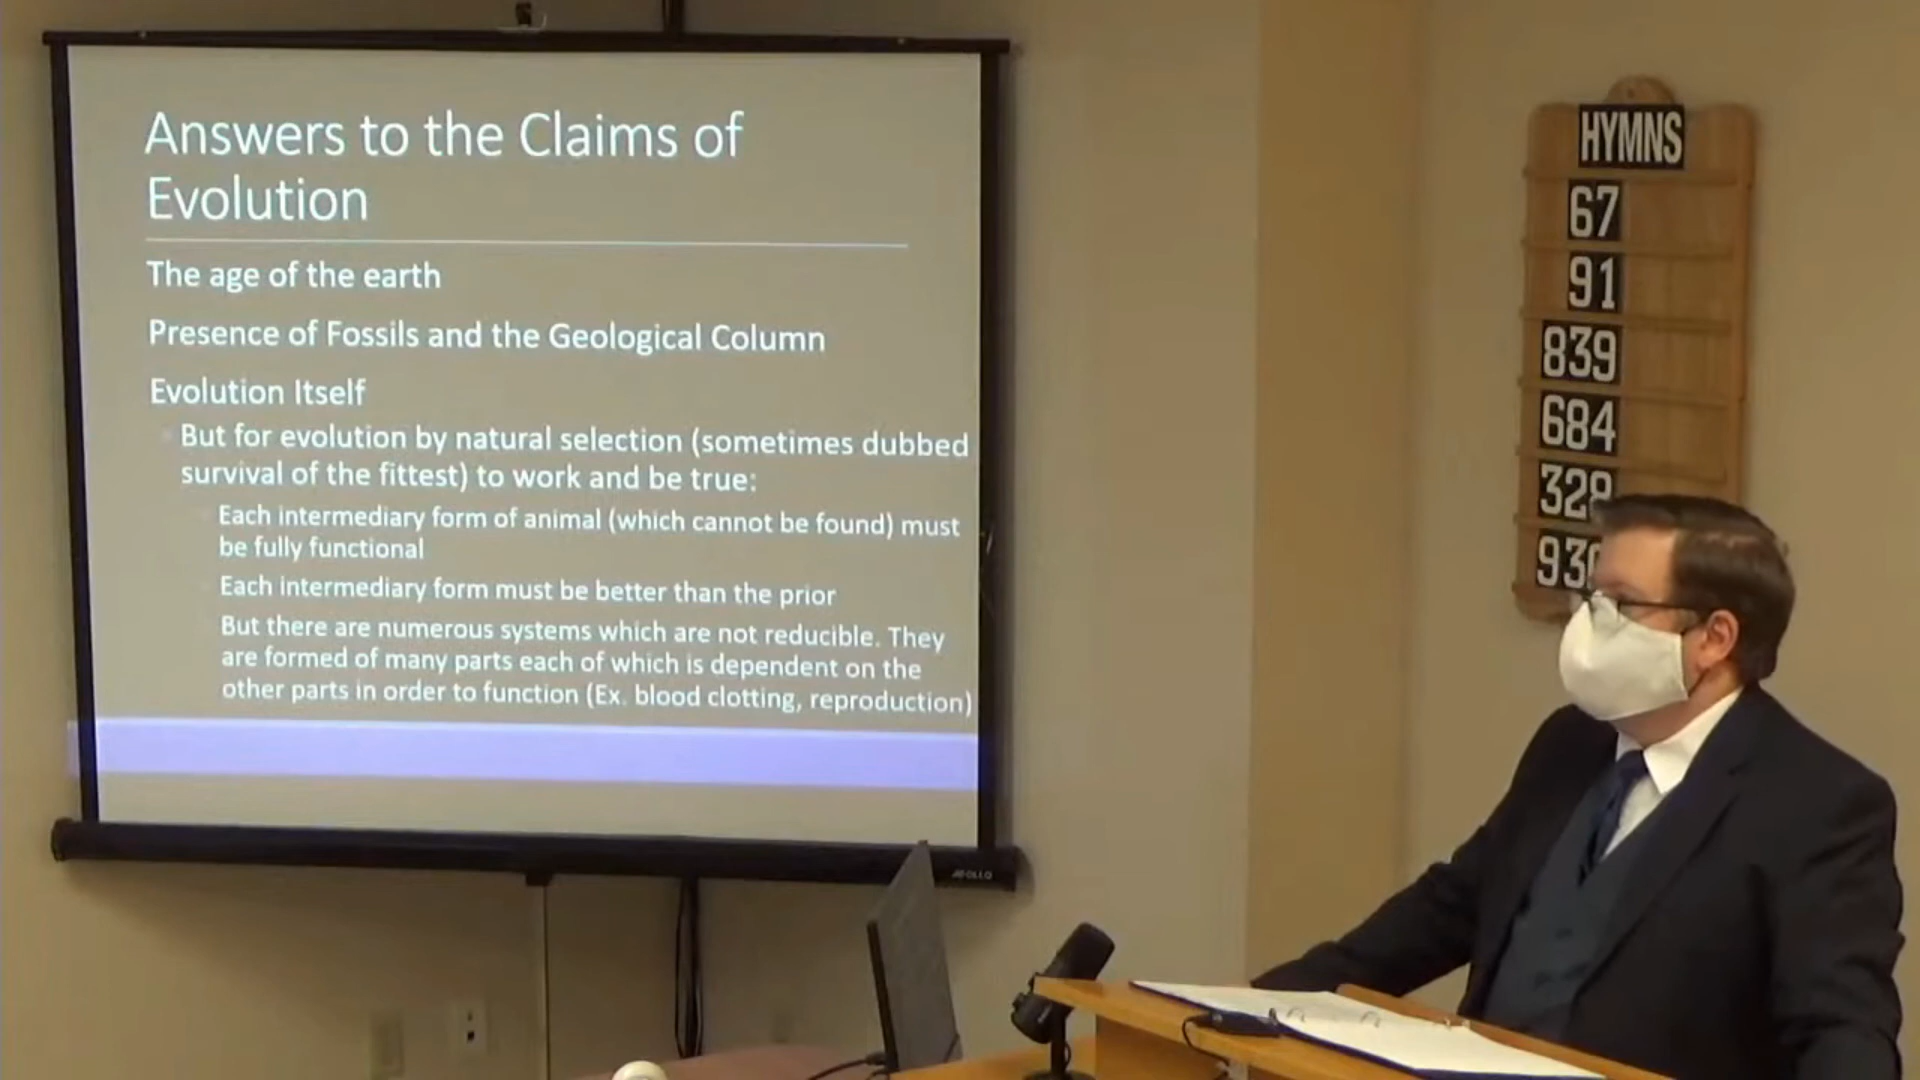 Answers to the Claims of
Evolution
The age of the earth
Presence of Fossils and the Geological Column
Evolution Itself
But for evolution by natural selection (sometimes dubbed
survival of the fittest) to work and be true:
Each intermediary form of animal (which cannot be found) must
be fully functional
Each intermediary form must be better than the prior
But there are numerous systems which are not reducible. They
are formed of many parts each of which is dependent on the
other parts in order to function (Ex. blood clotting, reproduction)
APOLLO
HYMNS
67
91
839
684